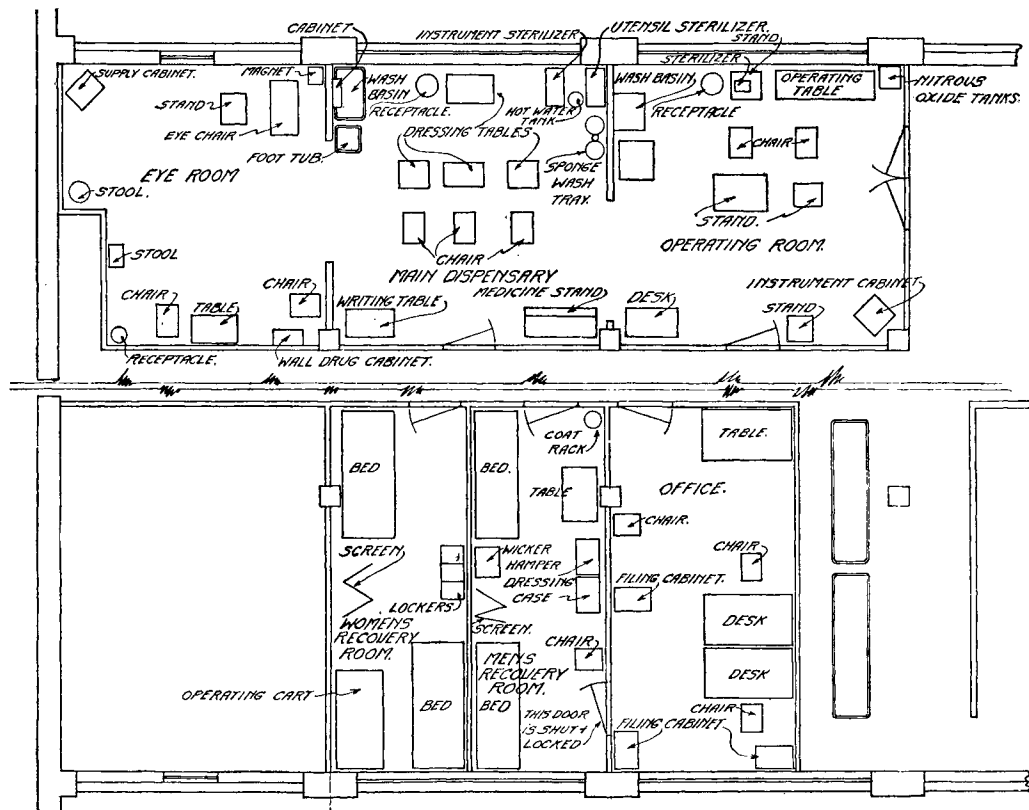 CABINET
INSTRUMENT STERILIZER
UTENSIL STERILIZER.
STAND
STERILIZER
SUPPLY CABINET.
MAGNET
WASH
BASIN
RECEPTACLE.
WASH BASIN
RECEPTACLE
OPERATING
TABLE
NITROUS
OXIDE TANKS.
STAND
EYE CHAIR
HOT WATER
TANK
DRESSING TABLES
FOOT TUB.
CHAIR
EYE ROOM
SPONGE
WASH
TRAY.
STOOL.
STAND.
OPERATING ROOM.
STOOL
CHAIR
MAIN DISPENSARY
CHAIR
CHAIR
TABLE
WRITING TABLE
MEDICINE STAND
DESK
INSTRUMENT CABINET
STAND
RECEPTACLE.
WALL DRUG CABINET.
BED
BED.
COAT
RACK
TABLE.
TABLE
OFFICE.
CHAIR.
SCREEN
WICKER
HAMPER
DRESSING
CASE
CHAIR
FILING CABINET.
LOCKERS
WOMENS
RECOVERY
ROOM.
SCREEN.
DESK
MENS
RECOVERY
ROOM.
CHAIR
DESK
OPERATING CART
BED
BED
THIS DOOR
IS SHUT &
LOCKED
CHAIR
FILING CABINET